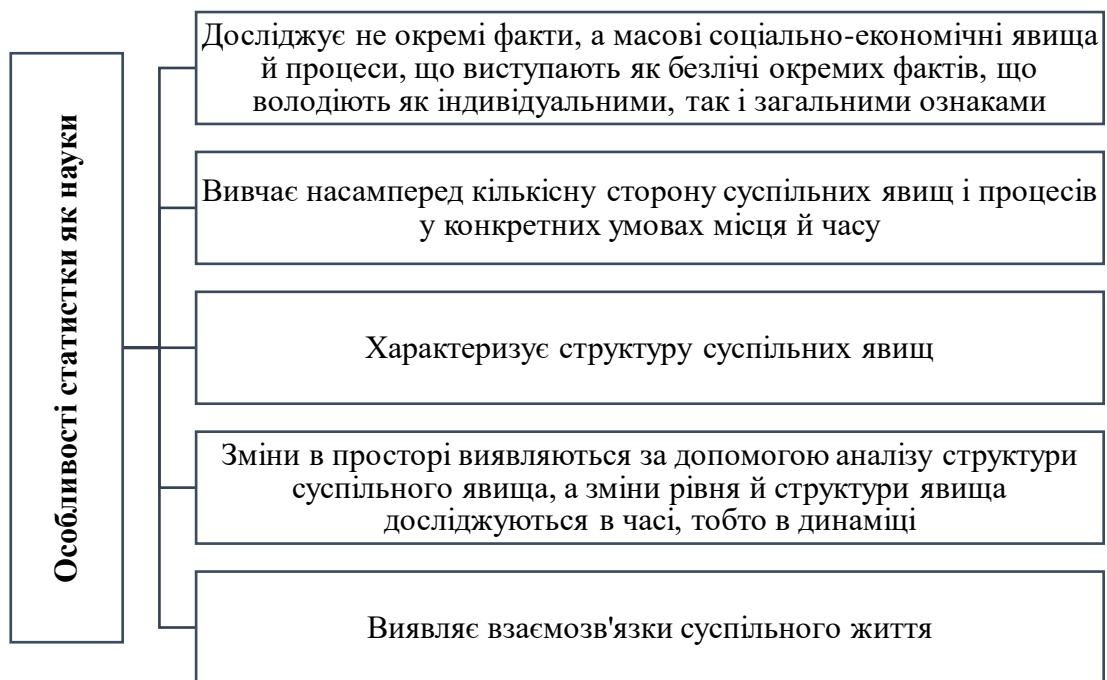 Особливості статистки як науки
Досліджує не окремі факти, а масові соціально-економічні явища
й процеси, що виступають як безлічі окремих фактів, що
володіють як індивідуальними, так і загальними ознаками
Вивчає насамперед кількісну сторону суспільних явищ і процесів
у конкретних умовах місця й часу
Характеризує структуру суспільних явищ
Зміни в просторі виявляються за допомогою аналізу структури
суспільного явища, а зміни рівня й структури явища
досліджуються в часі, тобто в динаміці
Виявляє взаємозв'язки суспільного життя